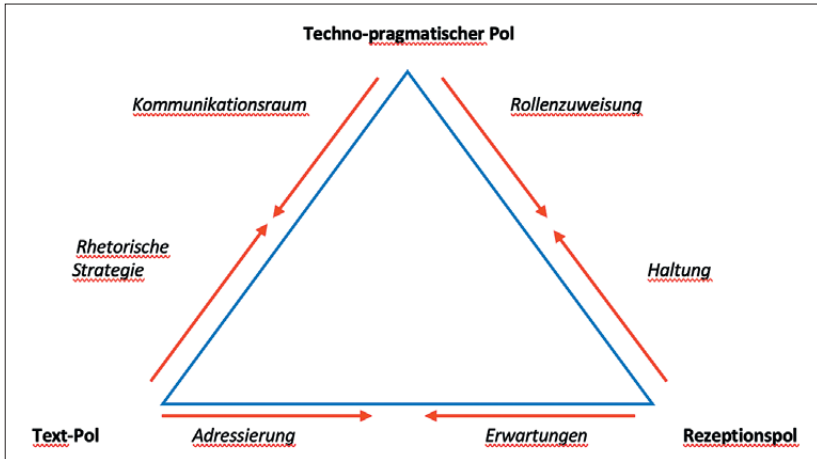 Techno-pragmatischer Pol
Kommunikationsraum
Rollenzuweisung
Rhetorische
Strategie
Haltung
Text-Pol
Adressierung
Erwartungen
Rezeptionspol